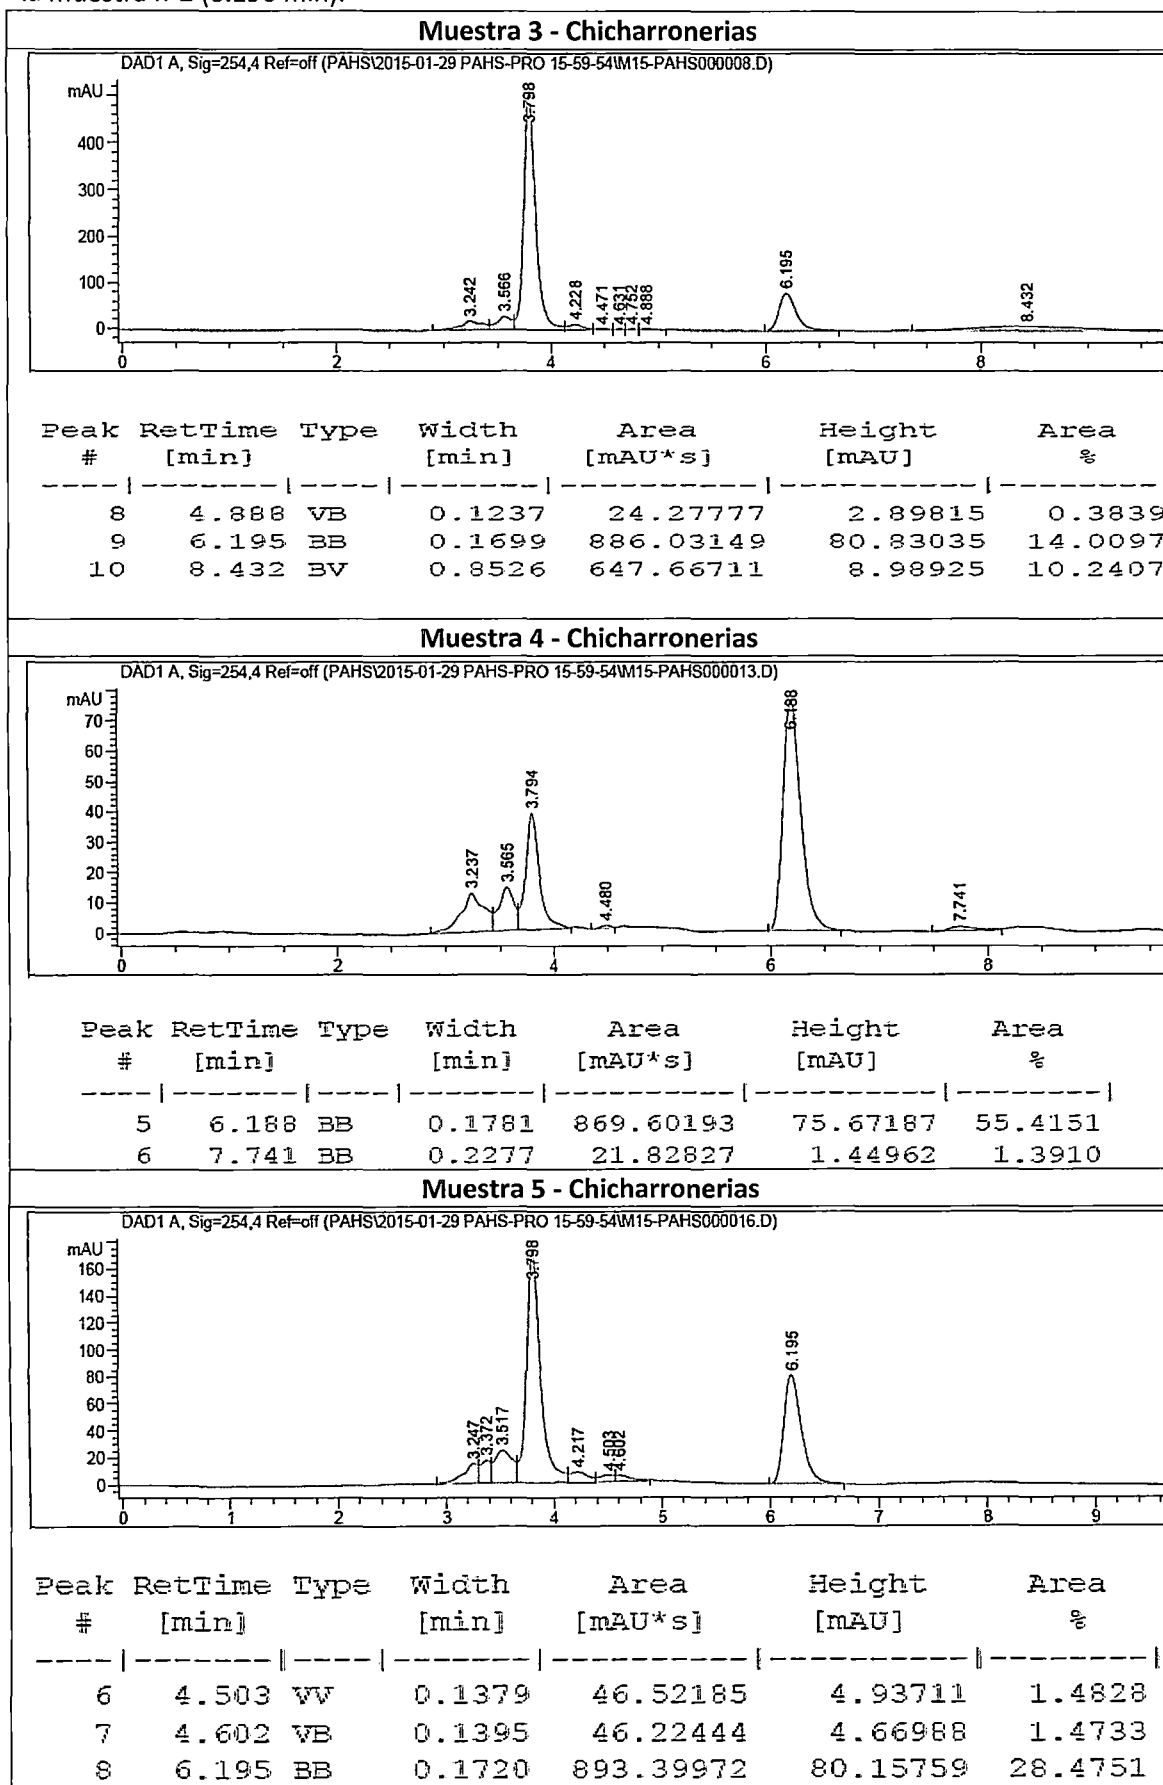 Muestra 3 - Chicharronerias
DAD1 A, Sig=254,4 Ref=off (PAHS\2015-01-29 PAHS-PRO 15-59-54\M15-PAHS000008.D)
mAU
400
300
200
100
0
3.242
3.566
3.798
4.228
4.471
4.631
4.752
4.888
6.195
8.432
0 2 4 6 8
Peak RetTime Type Width Area Height Area
# [min] [min] [mAU*s] [mAU] %
----|-------|----|-------|----------|----------|--------
8 4.888 VB 0.1237 24.27777 2.89815 0.3839
9 6.195 BB 0.1699 886.03149 80.83035 14.0097
10 8.432 BV 0.8526 647.66711 8.98925 10.2407
Muestra 4 - Chicharronerias
DAD1 A, Sig=254,4 Ref=off (PAHS\2015-01-29 PAHS-PRO 15-59-54\M15-PAHS000013.D)
mAU
70
60
50
40
30
20
10
0
3.237
3.565
3.794
4.480
6.188
7.741
0 2 4 6 8
Peak RetTime Type Width Area Height Area
# [min] [min] [mAU*s] [mAU] %
----|-------|----|-------|----------|----------|--------|
5 6.188 BB 0.1781 869.60193 75.67187 55.4151
6 7.741 BB 0.2277 21.82827 1.44962 1.3910
Muestra 5 - Chicharronerias
DAD1 A, Sig=254,4 Ref=off (PAHS\2015-01-29 PAHS-PRO 15-59-54\M15-PAHS000016.D)
mAU
160
140
120
100
80
60
40
20
0
3.247
3.372
3.517
3.798
4.217
4.503
4.602
6.195
0 1 2 3 4 5 6 7 8 9
Peak RetTime Type Width Area Height Area
# [min] [min] [mAU*s] [mAU] %
----|-------|----|-------|----------|----------|--------|
6 4.503 VV 0.1379 46.52185 4.93711 1.4828
7 4.602 VB 0.1395 46.22444 4.66988 1.4733
8 6.195 BB 0.1720 893.39972 80.15759 28.4751